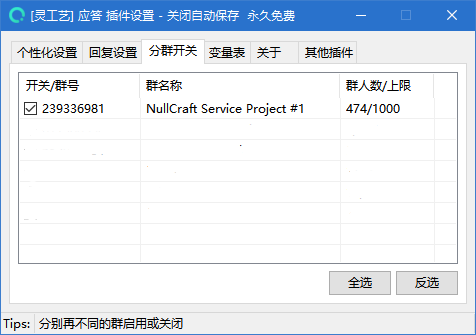 [灵工艺] 应答 插件设置 - 关闭自动保存 永久免费
个性化设置 回复设置 分群开关 变量表 关于 其他插件
开关/群号 群名称 群人数/上限
239336981 NullCraft Service Project #1 474/1000
全选 反选
Tips: 分别再不同的群启用或关闭